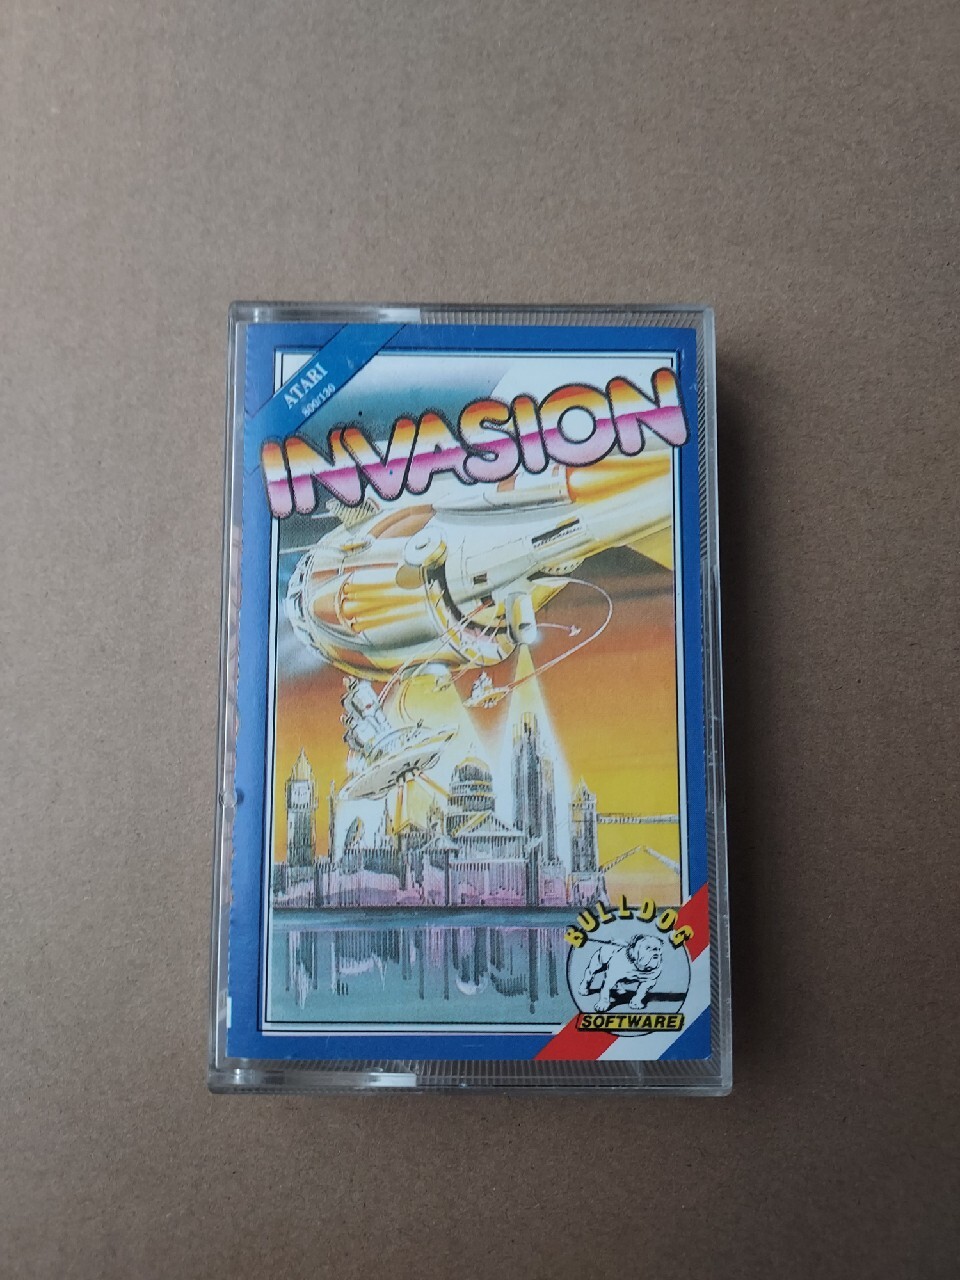 ATARI
800/130
INVASION
BULLDOG
SOFTWARE